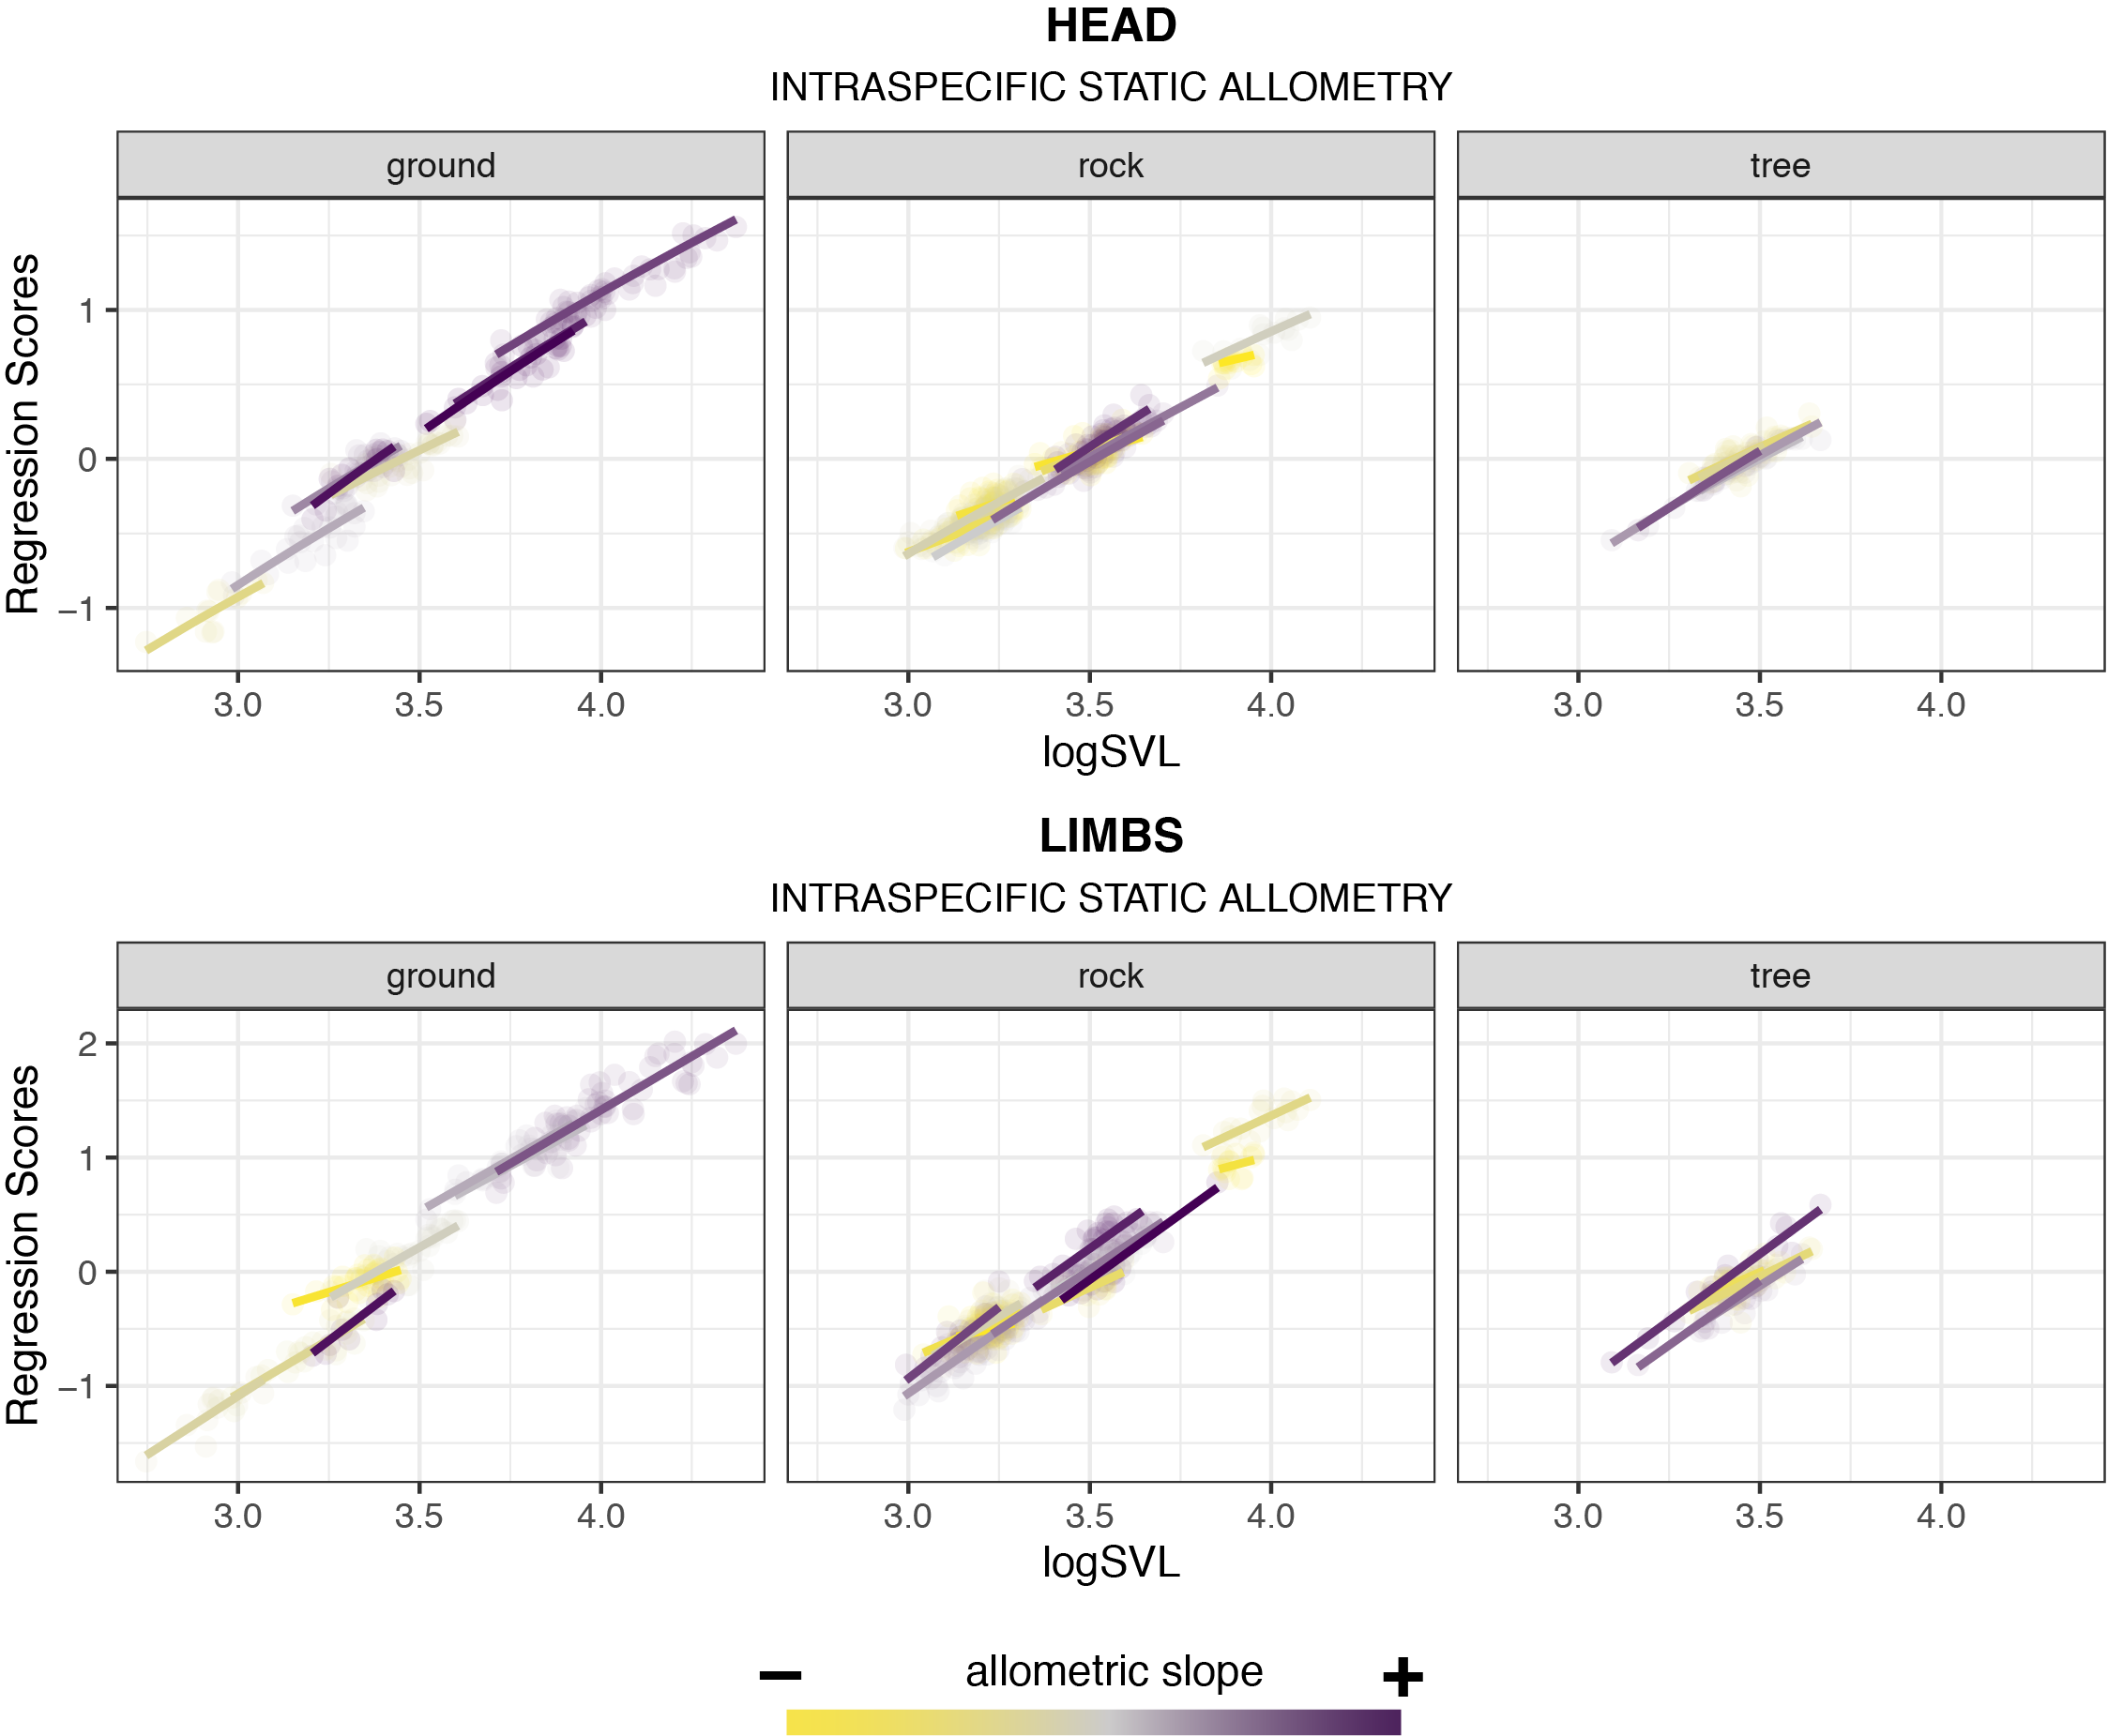 HEAD
INTRASPECIFIC STATIC ALLOMETRY
ground rock tree
Regression Scores
1
0
−1
3.0 3.5 4.0 3.0 3.5 4.0 3.0 3.5 4.0
logSVL
LIMBS
INTRASPECIFIC STATIC ALLOMETRY
ground rock tree
Regression Scores
2
1
0
−1
3.0 3.5 4.0 3.0 3.5 4.0 3.0 3.5 4.0
logSVL
− allometric slope +